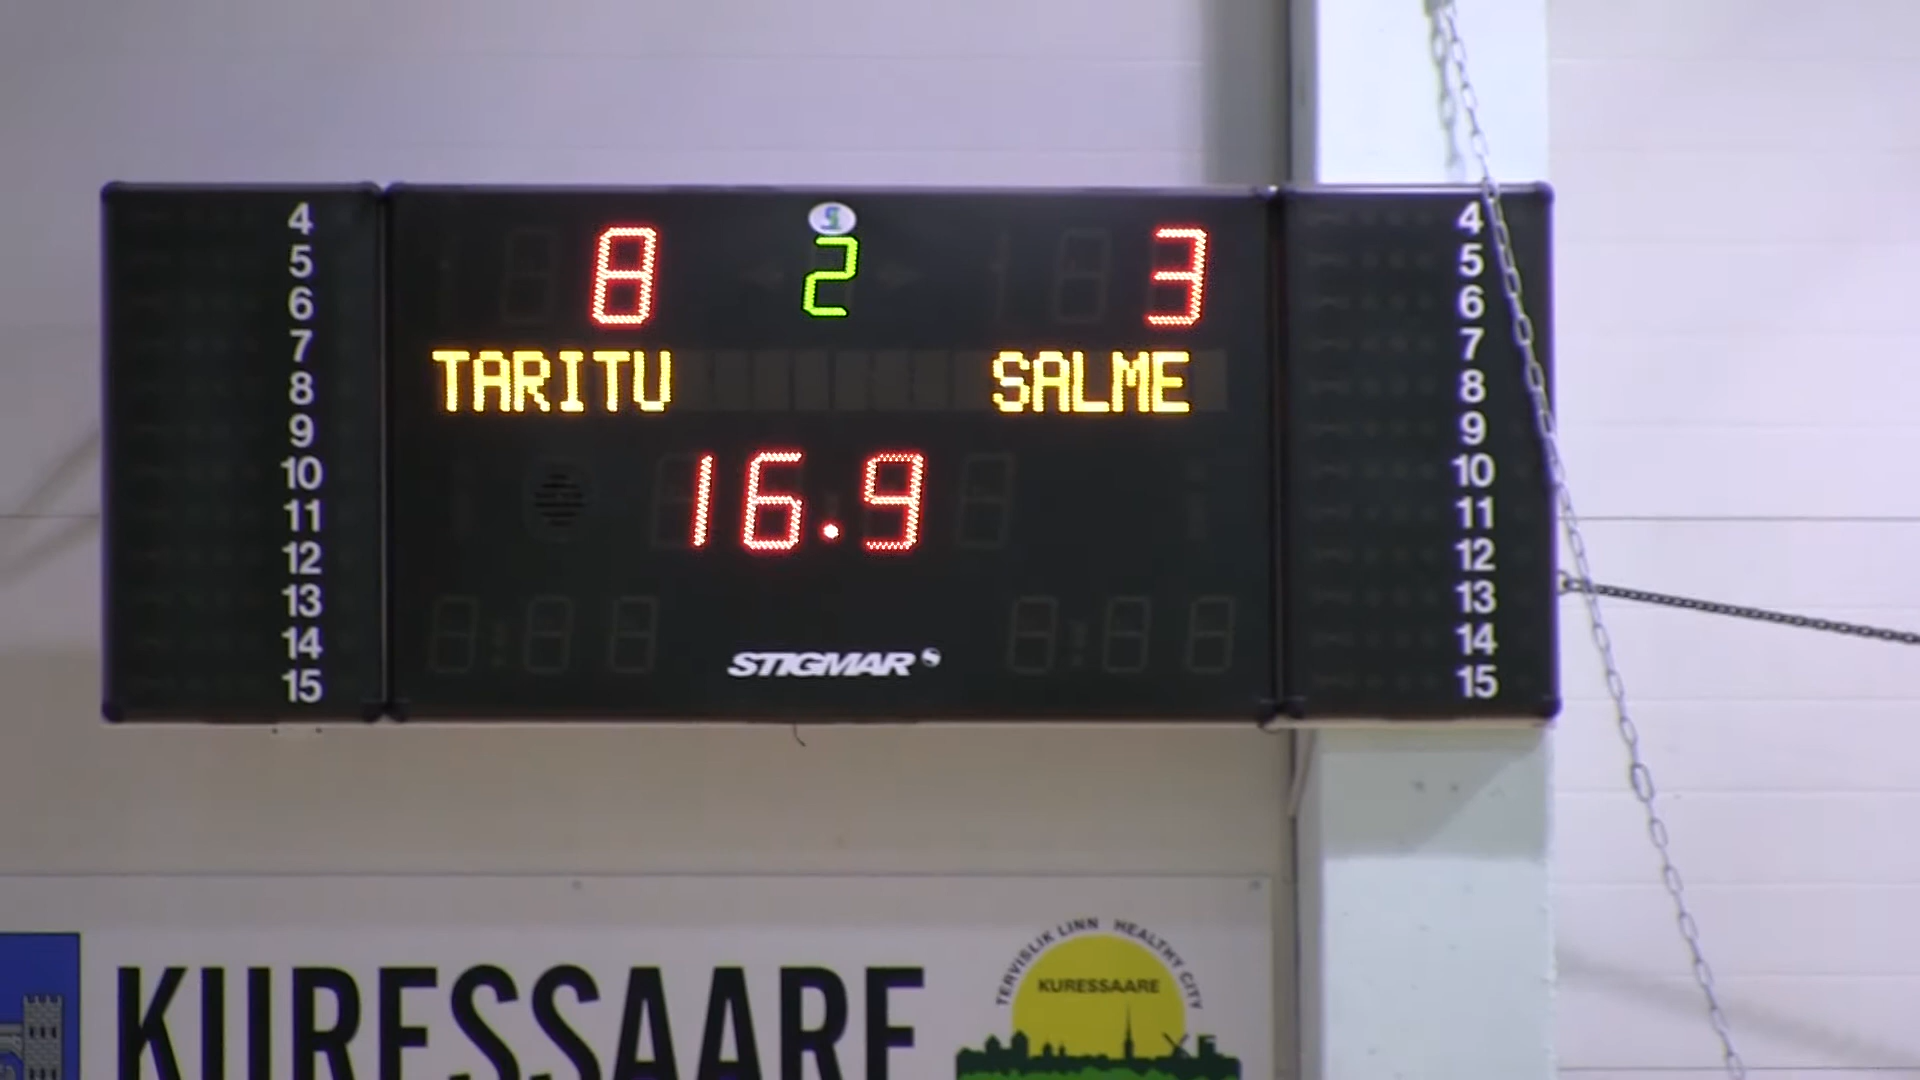 8 2 3
TARITU SALME
16.9
4 4
5 5
6 6
7 7
8 8
9 9
10 10
11 11
12 12
13 13
14 14
15 15
STIGMAR
KURESSAARE
TERVISLIK LINN HEALTHY CITY
KURESSAARE